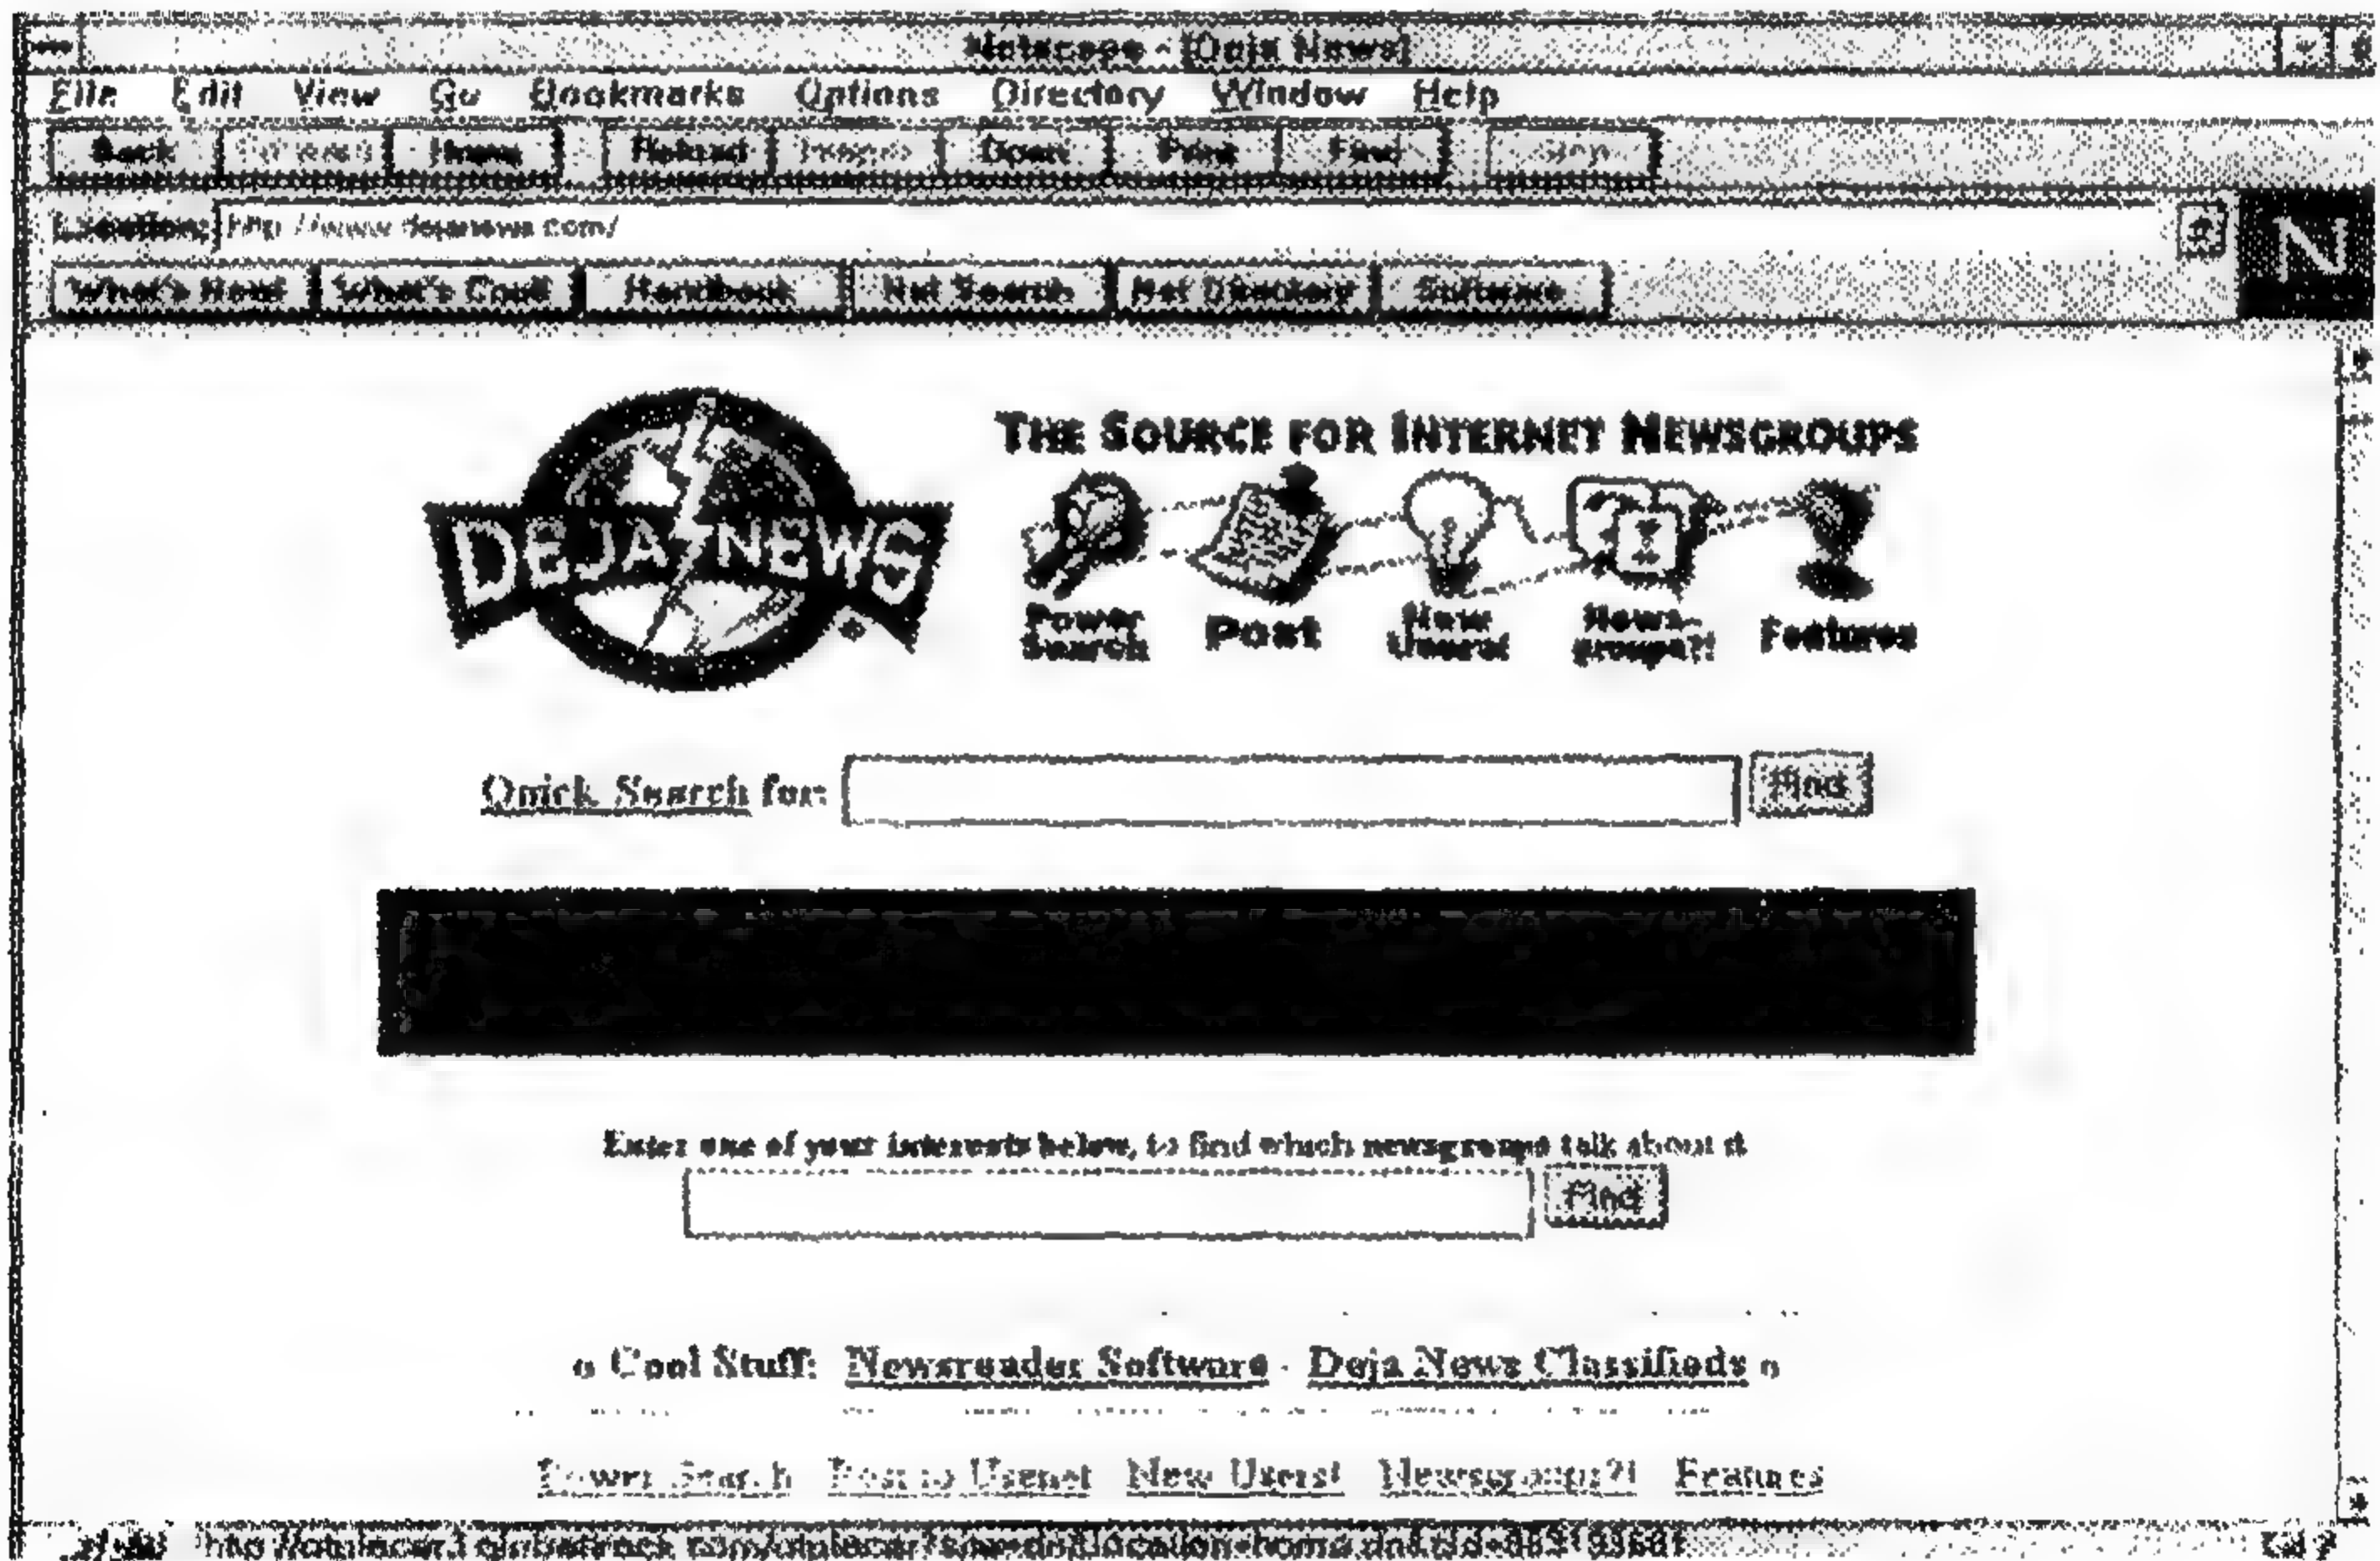 Netscape - [Deja News]
File Edit View Go Bookmarks Options Directory Window Help
Back Forward Home Reload Images Open Print Find Stop
Location: http://www.dejanews.com/
N
What's New! What's Cool! Handbook Net Search Net Directory Software
THE SOURCE FOR INTERNET NEWSGROUPS
DEJA NEWS
Power Search
Post
New Users!
News-groups?!
Features
Quick Search for: Find
Enter one of your interests below, to find which newsgroups talk about it
Find
o Cool Stuff: Newsreader Software - Deja News Classifieds o
Power Search Post to Usenet New Users! Newsgroups?! Features